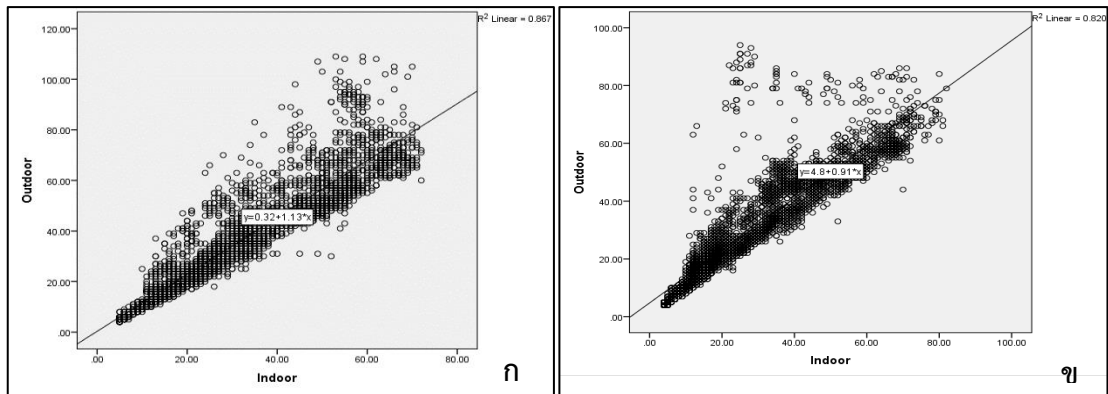 R² Linear = 0.867
120.00
100.00
80.00
60.00
40.00
20.00
.00
Outdoor
y=0.32+1.13*x
.00 20.00 40.00 60.00 80.00
Indoor
ก
R² Linear = 0.820
100.00
80.00
60.00
40.00
20.00
.00
Outdoor
y=4.8+0.91*x
.00 20.00 40.00 60.00 80.00 100.00
Indoor
ข